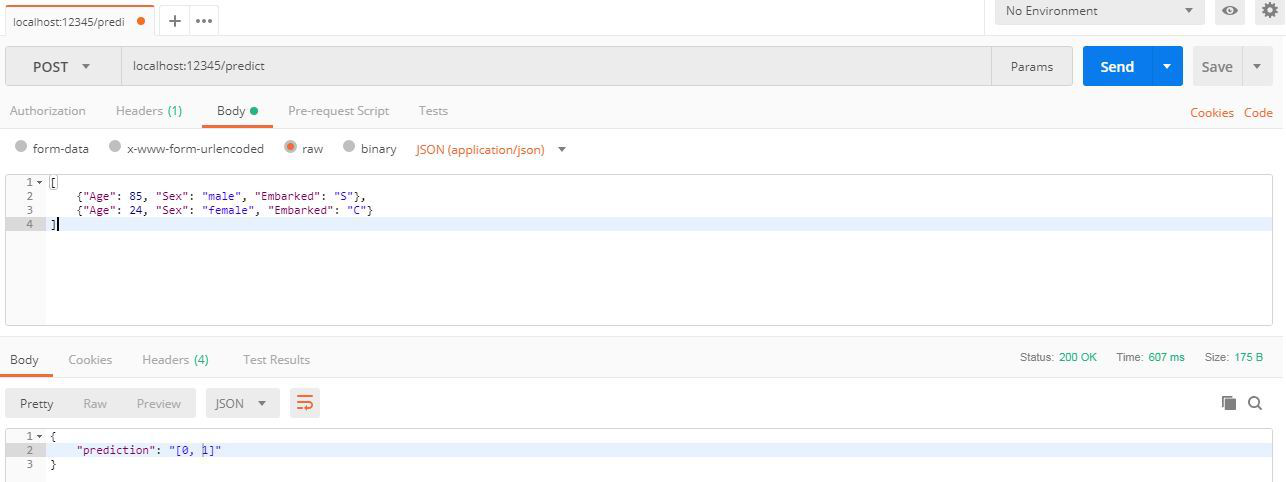 localhost:12345/predi
No Environment
POST localhost:12345/predict Params Send Save
Authorization Headers (1) Body Pre-request Script Tests Cookies Code
form-data x-www-form-urlencoded raw binary JSON (application/json)
1 [
2 {"Age": 85, "Sex": "male", "Embarked": "S"},
3 {"Age": 24, "Sex": "female", "Embarked": "C"}
4 ]
Body Cookies Headers (4) Test Results Status: 200 OK Time: 607 ms Size: 175 B
Pretty Raw Preview JSON
1 {
2 "prediction": "[0, 1]"
3 }